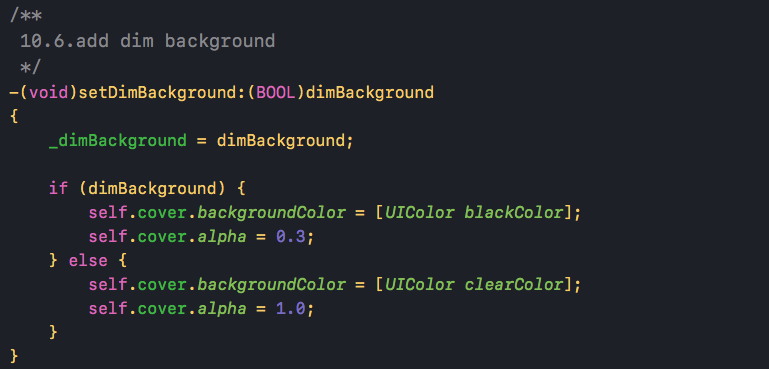 /**
 10.6.add dim background
 */
-(void)setDimBackground:(BOOL)dimBackground
{
    _dimBackground = dimBackground;

    if (dimBackground) {
        self.cover.backgroundColor = [UIColor blackColor];
        self.cover.alpha = 0.3;
    } else {
        self.cover.backgroundColor = [UIColor clearColor];
        self.cover.alpha = 1.0;
    }
}